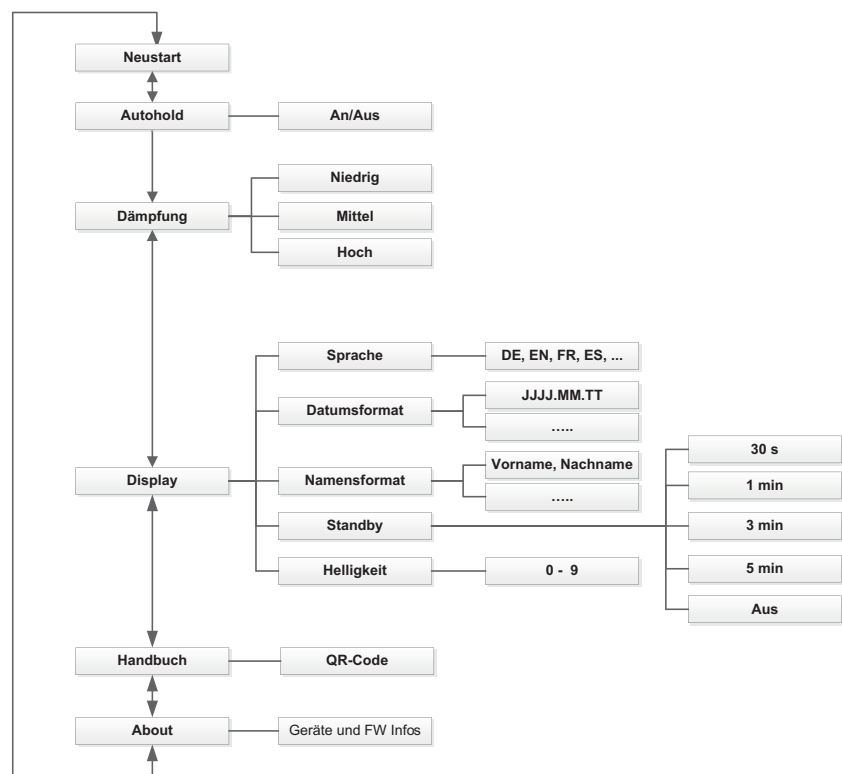 Neustart
Autohold
An/Aus
Dämpfung
Niedrig
Mittel
Hoch
Display
Sprache
DE, EN, FR, ES, ...
Datumsformat
JJJJ.MM.TT
.....
Namensformat
Vorname, Nachname
.....
Standby
30 s
1 min
3 min
5 min
Aus
Helligkeit
0 - 9
Handbuch
QR-Code
About
Geräte und FW Infos